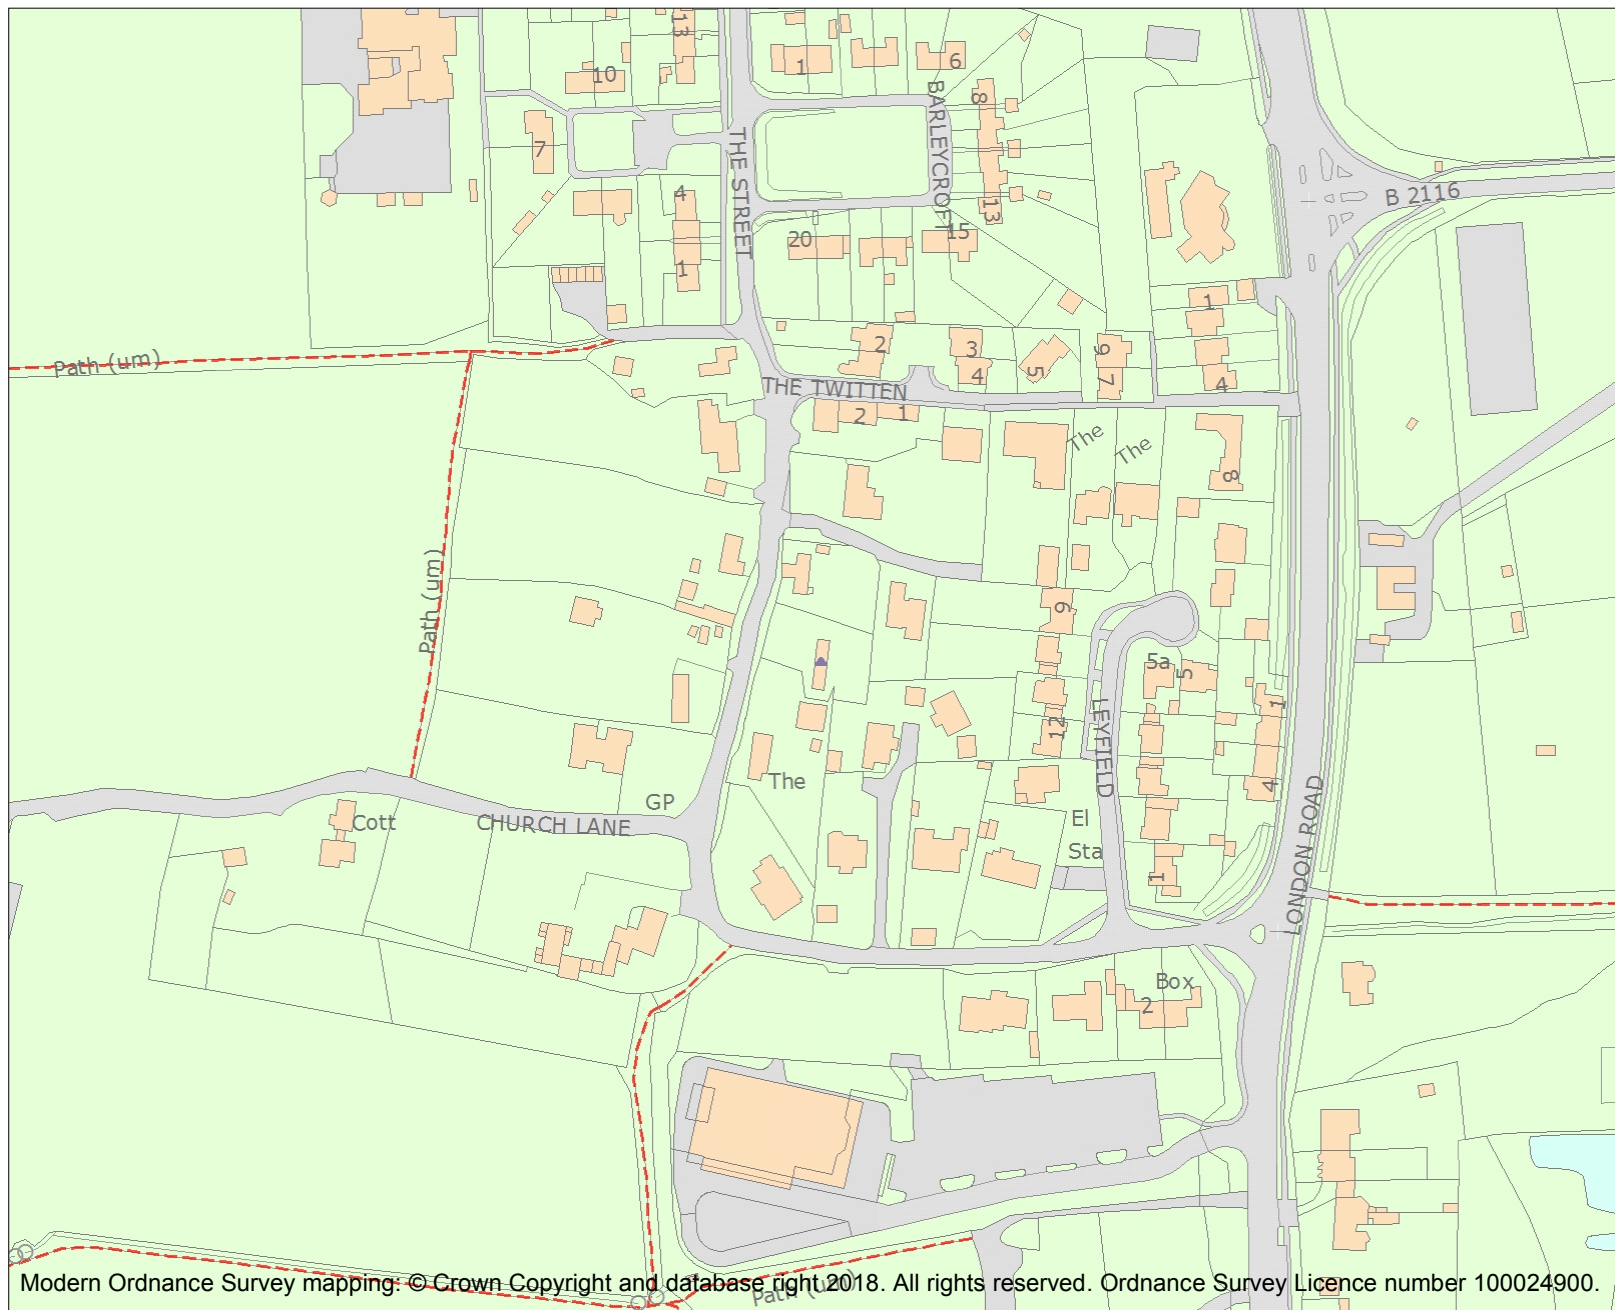 13
10
1
6
8
7
THE STREET
BARLEYCROFT
B 2116
4
13
20
15
1
1
Path (um)
2
3
4
5
9
7
4
THE TWITTEN
2
1
The
The
8
Path (um)
9
5a
5
LEYFIELD
12
1
The
4
GP
Cott
CHURCH LANE
El
Sta
1
LONDON ROAD
Box
2
Path (um)
Modern Ordnance Survey mapping: © Crown Copyright and database right 2018. All rights reserved. Ordnance Survey Licence number 100024900.